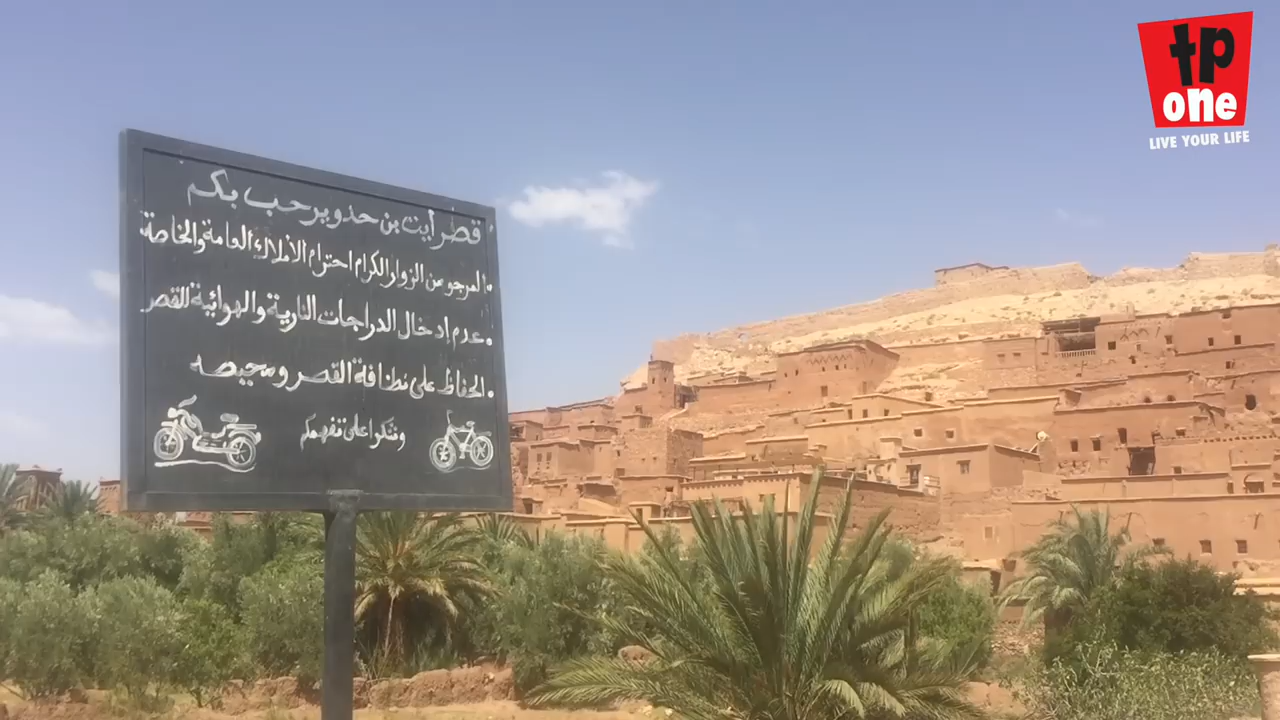 قصر أيت بن حدو يرحب بكم
• المرجو من الزوار الكرام احترام الأملاك العامة والخاصة
• عدم إدخال الدراجات النارية والهوائية القصر
• الحفاظ على نظافة القصر ومحيطه
وشكرا على تفهمكم
tp
one
LIVE YOUR LIFE